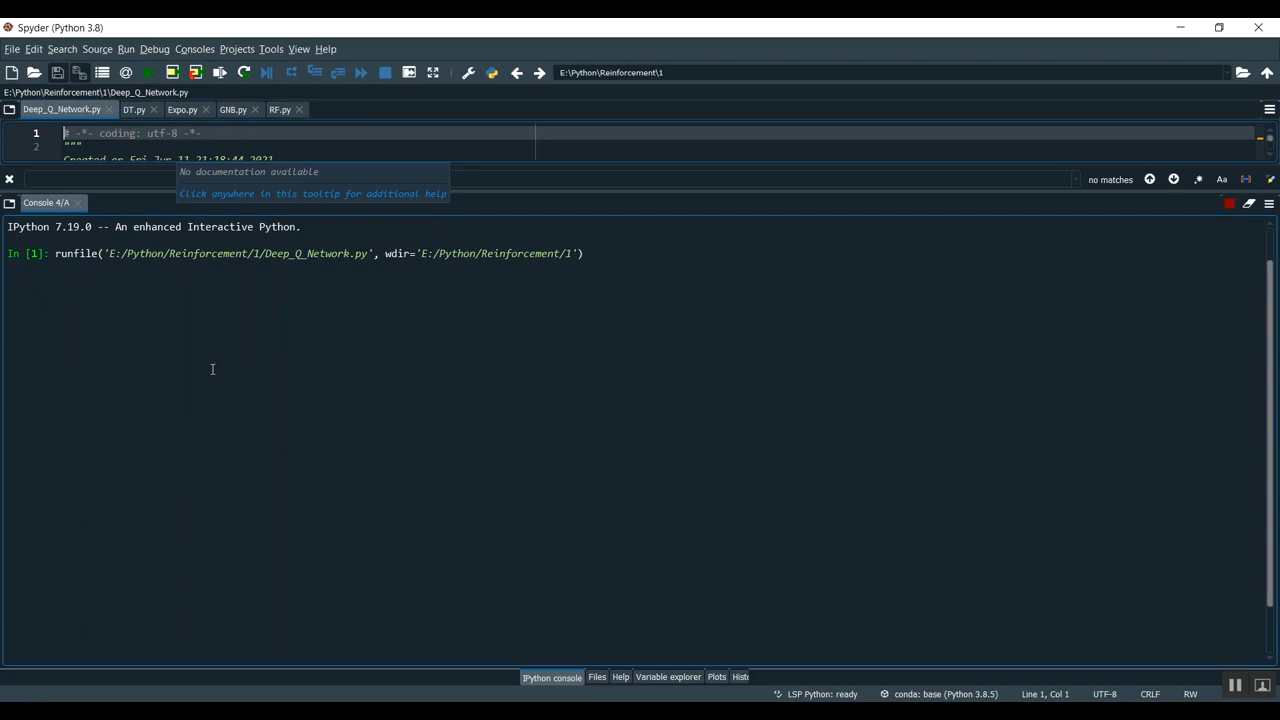 Spyder (Python 3.8)
File Edit Search Source Run Debug Consoles Projects Tools View Help
E:\Python\Reinforcement\1
E:\Python\Reinforcement\1\Deep_Q_Network.py
Deep_Q_Network.py DT.py Expo.py GNB.py RF.py
1 # -*- coding: utf-8 -*-
2 """
Created on Fri Jun 11 21:18:44 2021
No documentation available
no matches Aa
Click anywhere in this tooltip for additional help
Console 4/A
IPython 7.19.0 -- An enhanced Interactive Python.
In [1]: runfile('E:/Python/Reinforcement/1/Deep_Q_Network.py', wdir='E:/Python/Reinforcement/1')
IPython console Files Help Variable explorer Plots Histo
LSP Python: ready conda: base (Python 3.8.5) Line 1, Col 1 UTF-8 CRLF RW